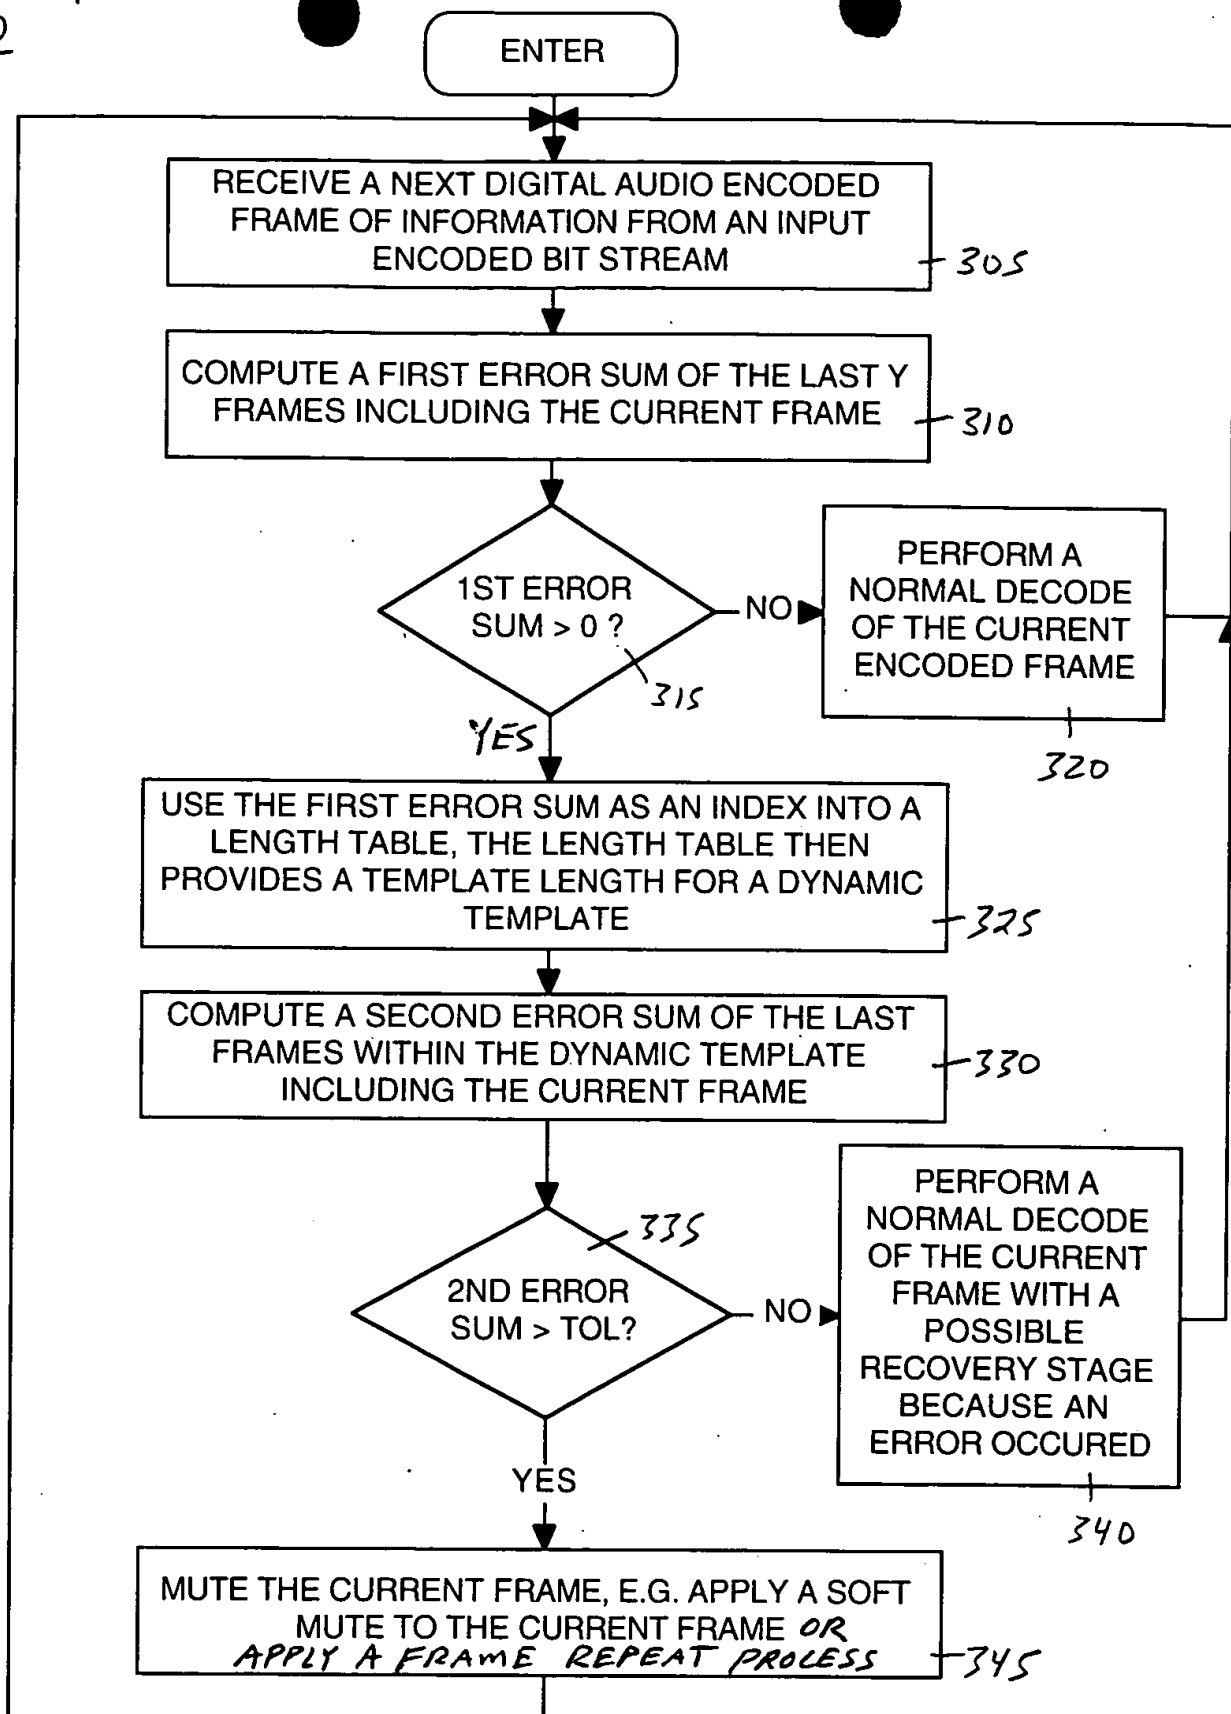 ENTER
RECEIVE A NEXT DIGITAL AUDIO ENCODED
FRAME OF INFORMATION FROM AN INPUT
ENCODED BIT STREAM
305
COMPUTE A FIRST ERROR SUM OF THE LAST Y
FRAMES INCLUDING THE CURRENT FRAME
310
1ST ERROR
SUM > 0 ?
315
NO
PERFORM A
NORMAL DECODE
OF THE CURRENT
ENCODED FRAME
320
YES
USE THE FIRST ERROR SUM AS AN INDEX INTO A
LENGTH TABLE, THE LENGTH TABLE THEN
PROVIDES A TEMPLATE LENGTH FOR A DYNAMIC
TEMPLATE
325
COMPUTE A SECOND ERROR SUM OF THE LAST
FRAMES WITHIN THE DYNAMIC TEMPLATE
INCLUDING THE CURRENT FRAME
330
335
2ND ERROR
SUM > TOL?
NO
PERFORM A
NORMAL DECODE
OF THE CURRENT
FRAME WITH A
POSSIBLE
RECOVERY STAGE
BECAUSE AN
ERROR OCCURED
340
YES
MUTE THE CURRENT FRAME, E.G. APPLY A SOFT
MUTE TO THE CURRENT FRAME OR
APPLY A FRAME REPEAT PROCESS
345